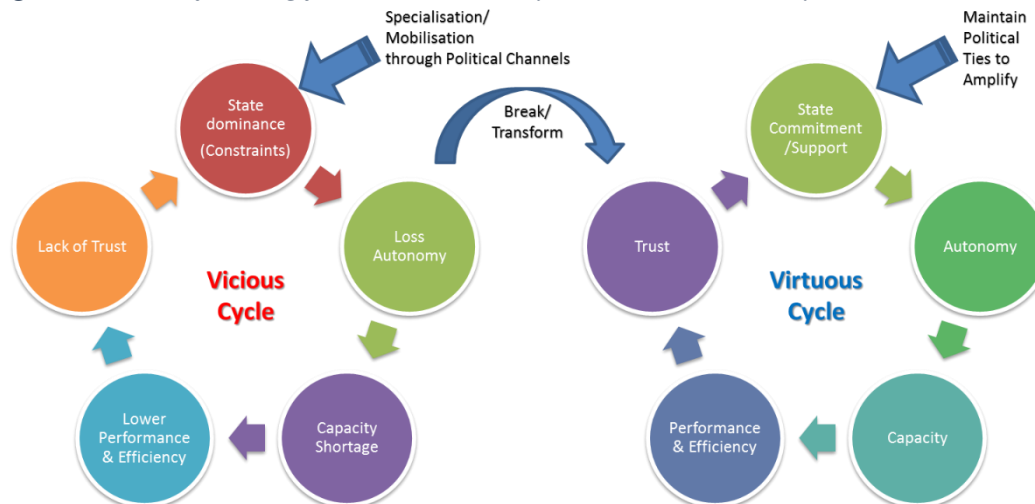 Specialisation/
Mobilisation
through Political Channels
Maintain
Political
Ties to
Amplify
State
dominance
(Constraints)
Break/
Transform
State
Commitment
/Support
Lack of Trust
Loss
Autonomy
Trust
Autonomy
Vicious
Cycle
Virtuous
Cycle
Lower
Performance
& Efficiency
Capacity
Shortage
Performance
& Efficiency
Capacity